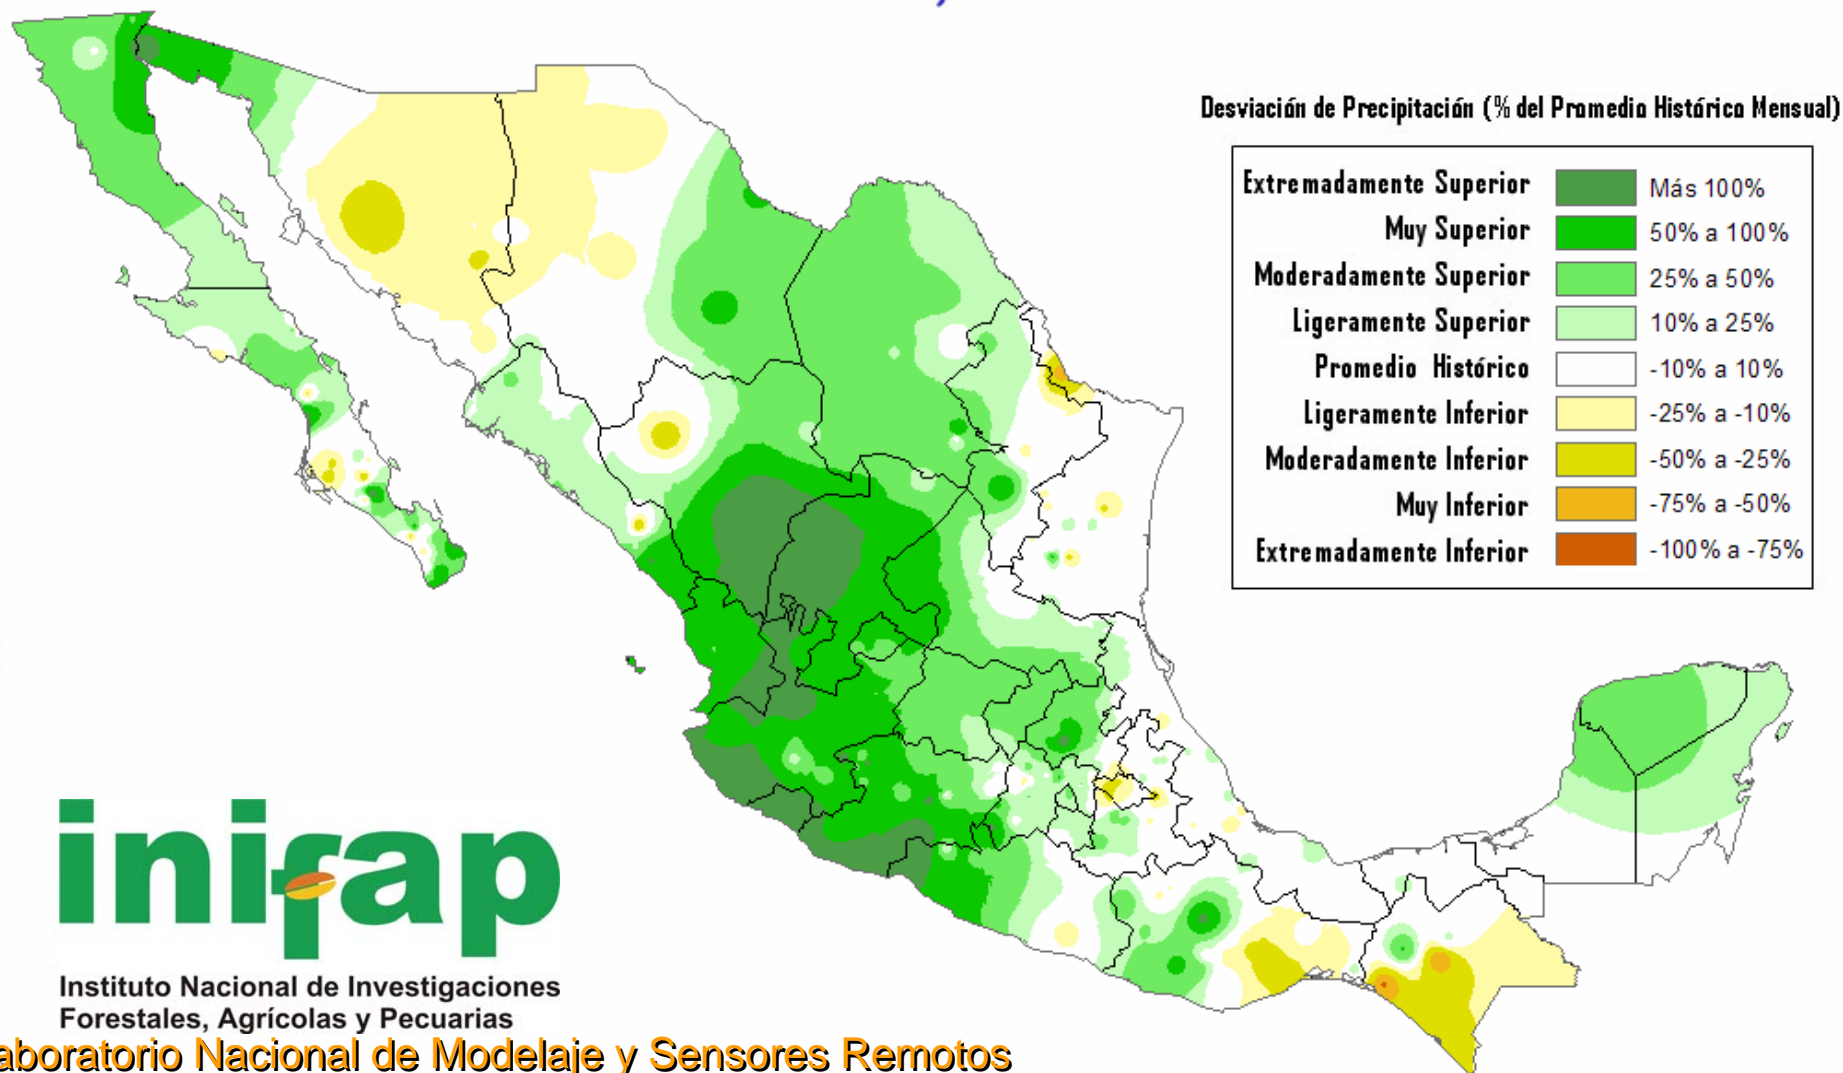 Desviación de Precipitación (% del Promedio Histórico Mensual)
Extremadamente Superior Más 100%
Muy Superior 50% a 100%
Moderadamente Superior 25% a 50%
Ligeramente Superior 10% a 25%
Promedio Histórico -10% a 10%
Ligeramente Inferior -25% a -10%
Moderadamente Inferior -50% a -25%
Muy Inferior -75% a -50%
Extremadamente Inferior -100% a -75%
inifap
Instituto Nacional de Investigaciones
Forestales, Agrícolas y Pecuarias
aboratorio Nacional de Modelaje y Sensores Remotos